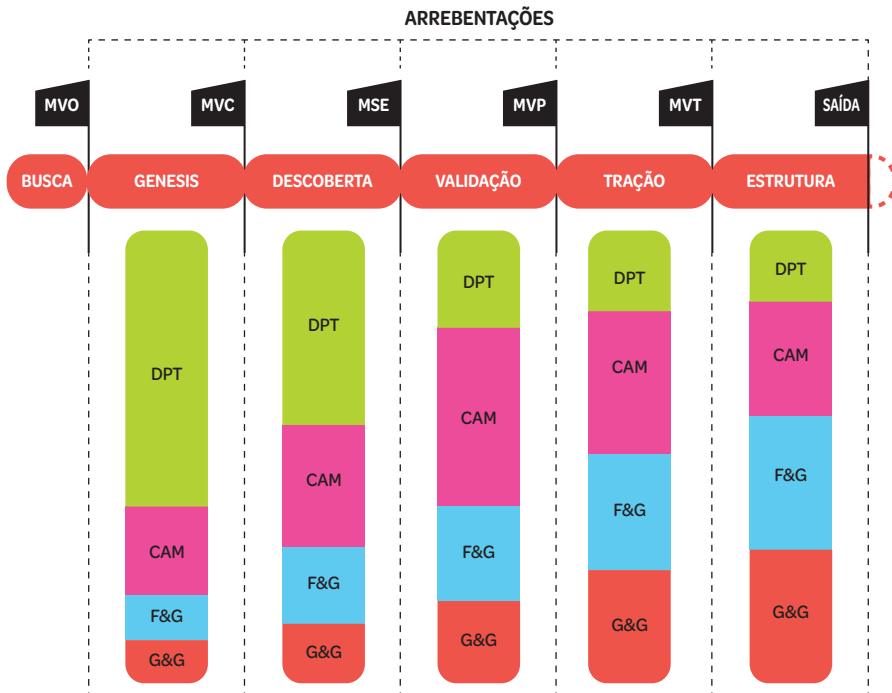 ARREBENTAÇÕES
MVO
MVC
MSE
MVP
MVT
SAÍDA
BUSCA
GENESIS
DESCOBERTA
VALIDAÇÃO
TRAÇÃO
ESTRUTURA
DPT
CAM
F&G
G&G
DPT
CAM
F&G
G&G
DPT
CAM
F&G
G&G
DPT
CAM
F&G
G&G
DPT
CAM
F&G
G&G